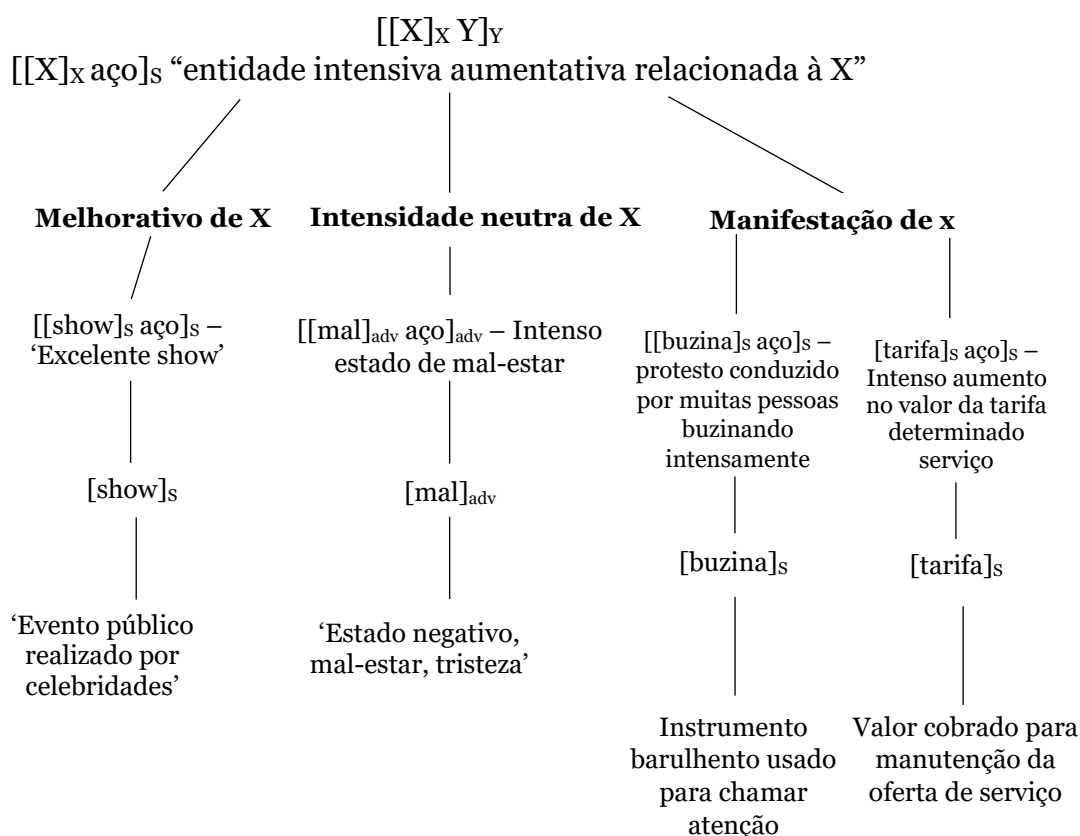 [[X]X Y]Y
[[X]X aço]S “entidade intensiva aumentativa relacionada à X”
Melhorativo de X
Intensidade neutra de X
Manifestação de x
[[show]S aço]S –
‘Excelente show’
[[mal]adv aço]adv – Intenso
estado de mal-estar
[[buzina]S aço]S –
protesto conduzido
por muitas pessoas
buzinando
intensamente
[tarifa]S aço]S –
Intenso aumento
no valor da tarifa
determinado
serviço
[show]S
[mal]adv
[buzina]S
[tarifa]S
‘Evento público
realizado por
celebridades’
‘Estado negativo,
mal-estar, tristeza’
Instrumento
barulhento usado
para chamar
atenção
Valor cobrado para
manutenção da
oferta de serviço